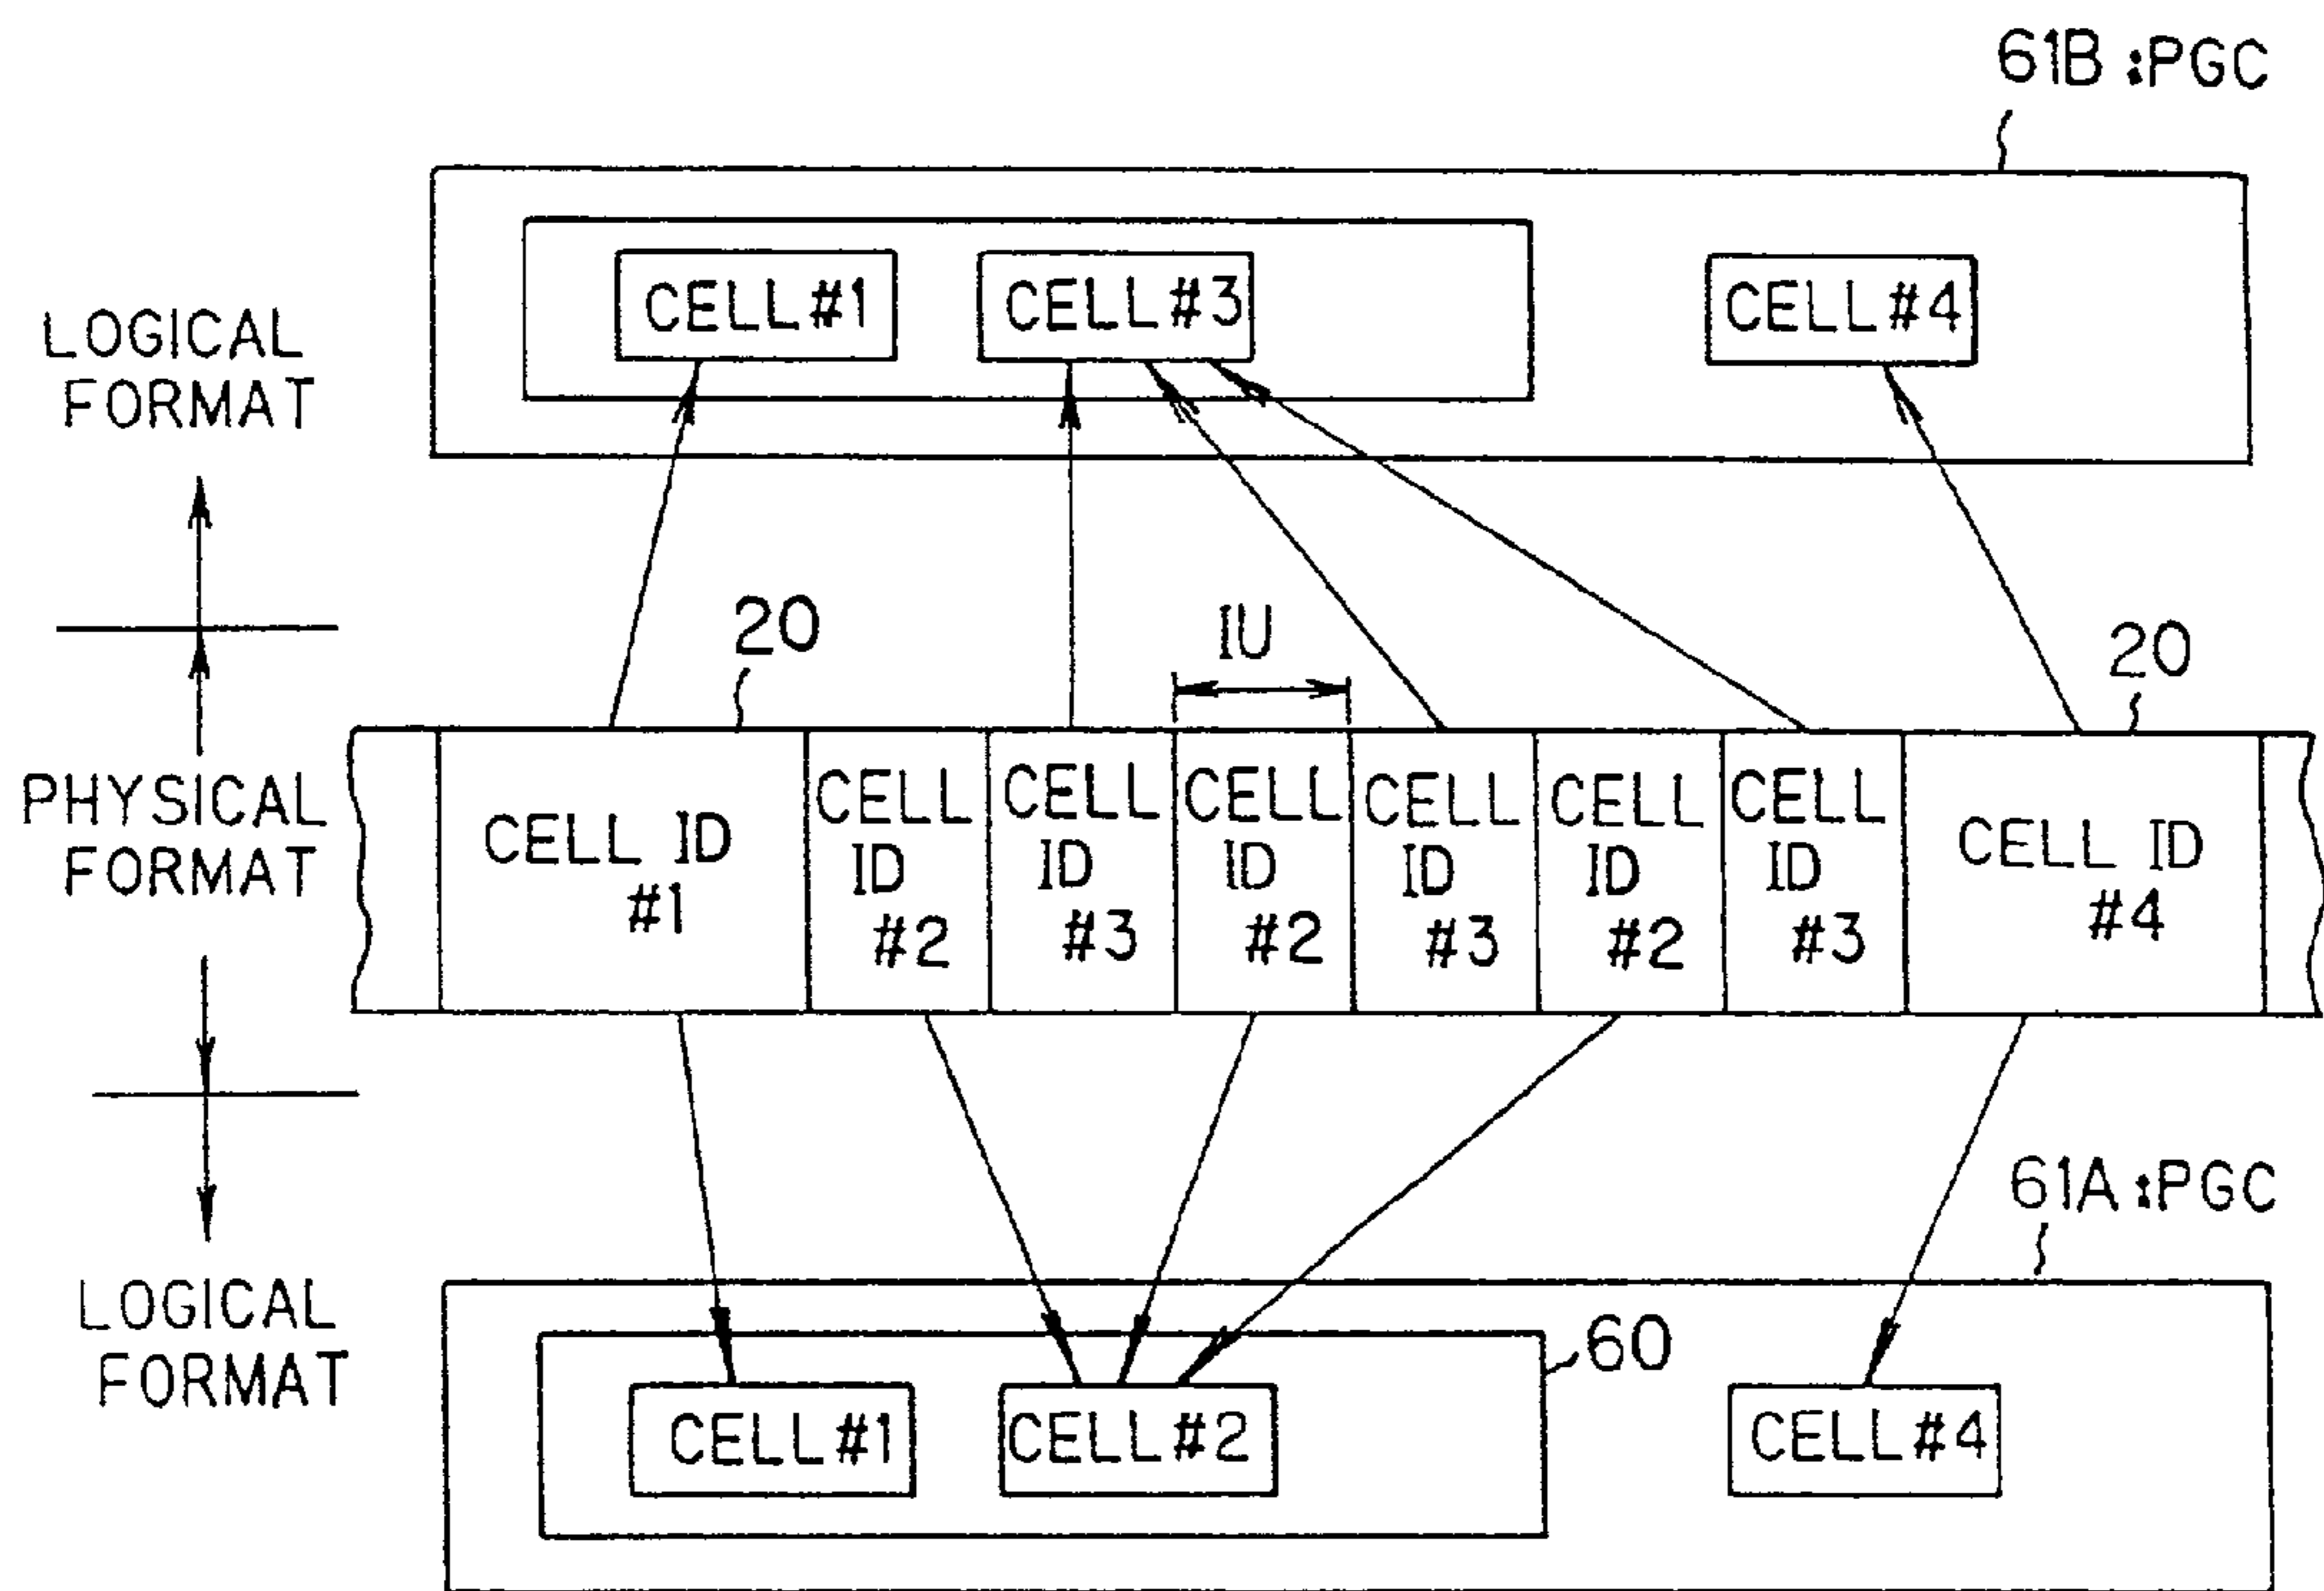 61B :PGC
CELL #1
CELL #3
CELL #4
LOGICAL
FORMAT
20
IU
20
PHYSICAL
FORMAT
CELL ID
#1
CELL
ID
#2
CELL
ID
#3
CELL
ID
#2
CELL
ID
#3
CELL
ID
#2
CELL
ID
#3
CELL ID
#4
61A :PGC
LOGICAL
FORMAT
60
CELL #1
CELL #2
CELL #4